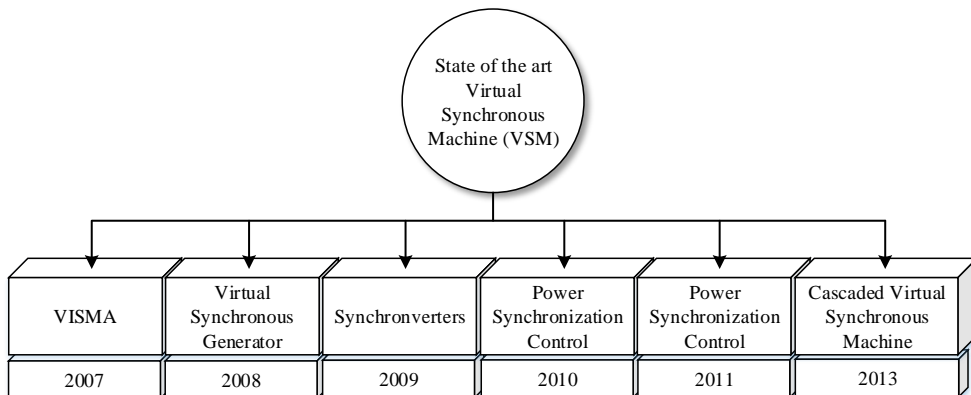 State of the art
Virtual
Synchronous
Machine (VSM)
VISMA
Virtual
Synchronous
Generator
Synchronverters
Power
Synchronization
Control
Power
Synchronization
Control
Cascaded Virtual
Synchronous
Machine
2007
2008
2009
2010
2011
2013